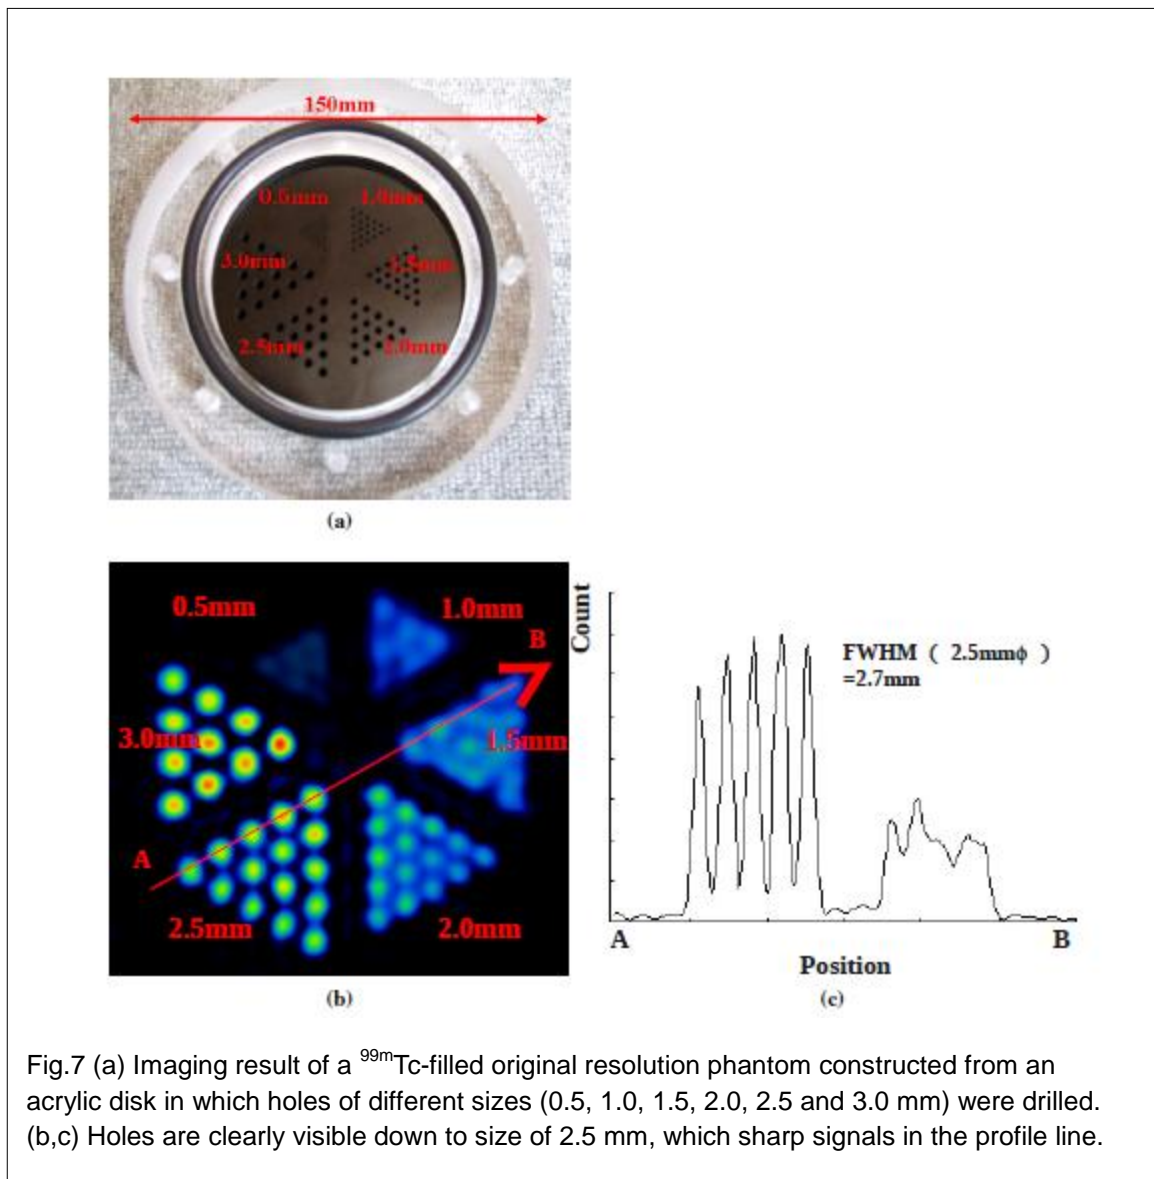 150mm
0.5mm 1.0mm
3.0mm 1.5mm
2.5mm 2.0mm
(a)
0.5mm 1.0mm
B
3.0mm 1.5mm
A
2.5mm 2.0mm
(b)
Count
FWHM ( 2.5mmϕ )
=2.7mm
A B
Position
(c)
Fig.7 (a) Imaging result of a ⁹⁹ᵐTc-filled original resolution phantom constructed from an
acrylic disk in which holes of different sizes (0.5, 1.0, 1.5, 2.0, 2.5 and 3.0 mm) were drilled.
(b,c) Holes are clearly visible down to size of 2.5 mm, which sharp signals in the profile line.